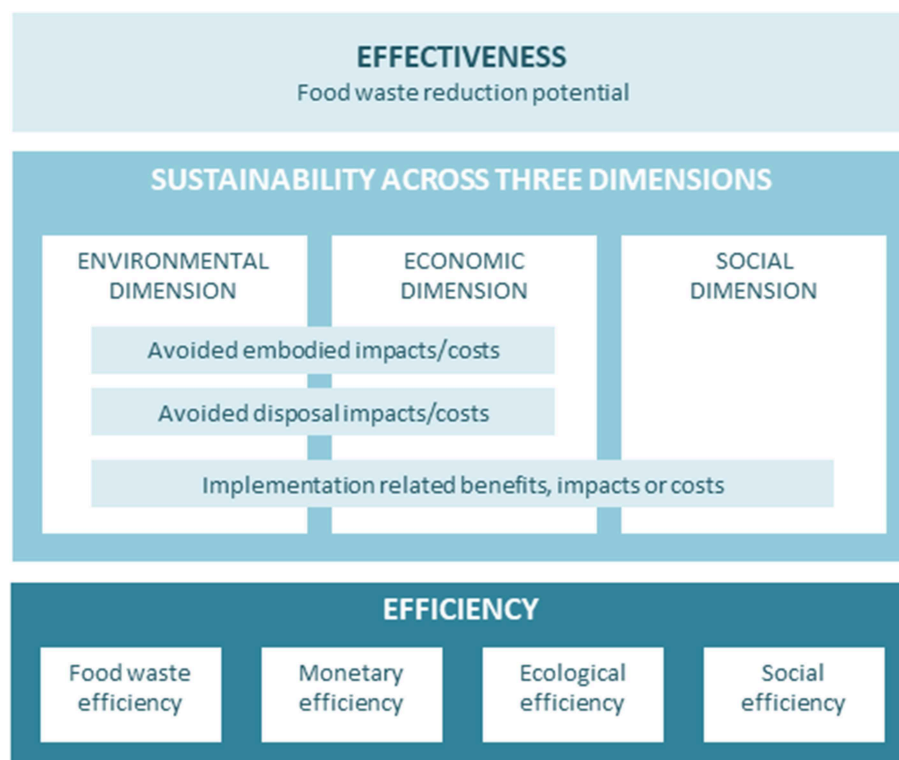 EFFECTIVENESS
Food waste reduction potential
SUSTAINABILITY ACROSS THREE DIMENSIONS
ENVIRONMENTAL
DIMENSION
ECONOMIC
DIMENSION
SOCIAL
DIMENSION
Avoided embodied impacts/costs
Avoided disposal impacts/costs
Implementation related benefits, impacts or costs
EFFICIENCY
Food waste
efficiency
Monetary
efficiency
Ecological
efficiency
Social
efficiency